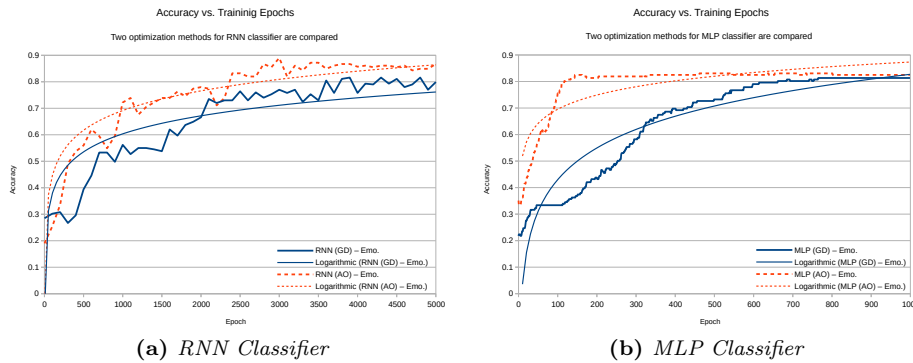 Accuracy vs. Traininig Epochs
Two optimization methods for RNN classifier are compared
0.9
0.8
0.7
0.6
0.5
0.4
0.3
0.2
0.1
0
Accuracy
RNN (GD) – Emo.
Logarithmic (RNN (GD) – Emo.)
RNN (AO) – Emo.
Logarithmic (RNN (AO) – Emo.)
0 500 1000 1500 2000 2500 3000 3500 4000 4500 5000
Epoch
(a) RNN Classifier
Accuracy vs. Training Epochs
Two optimization methods for MLP classifier are compared
0.9
0.8
0.7
0.6
0.5
0.4
0.3
0.2
0.1
0
Accuracy
MLP (GD) – Emo.
Logarithmic (MLP (GD) – Emo.)
MLP (AO) – Emo.
Logarithmic (MLP (AO) – Emo.)
0 100 200 300 400 500 600 700 800 900 1000
Epoch
(b) MLP Classifier